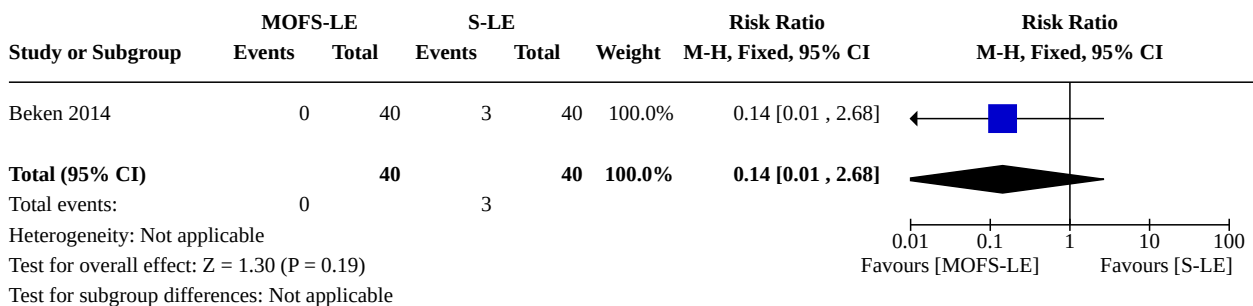 MOFS-LE S-LE Risk Ratio Risk Ratio
Study or Subgroup Events Total Events Total Weight M-H, Fixed, 95% CI M-H, Fixed, 95% CI
Beken 2014 0 40 3 40 100.0% 0.14 [0.01 , 2.68]
Total (95% CI) 40 40 100.0% 0.14 [0.01 , 2.68]
Total events: 0 3
Heterogeneity: Not applicable 0.01 0.1 1 10 100
Test for overall effect: Z = 1.30 (P = 0.19) Favours [MOFS-LE] Favours [S-LE]
Test for subgroup differences: Not applicable